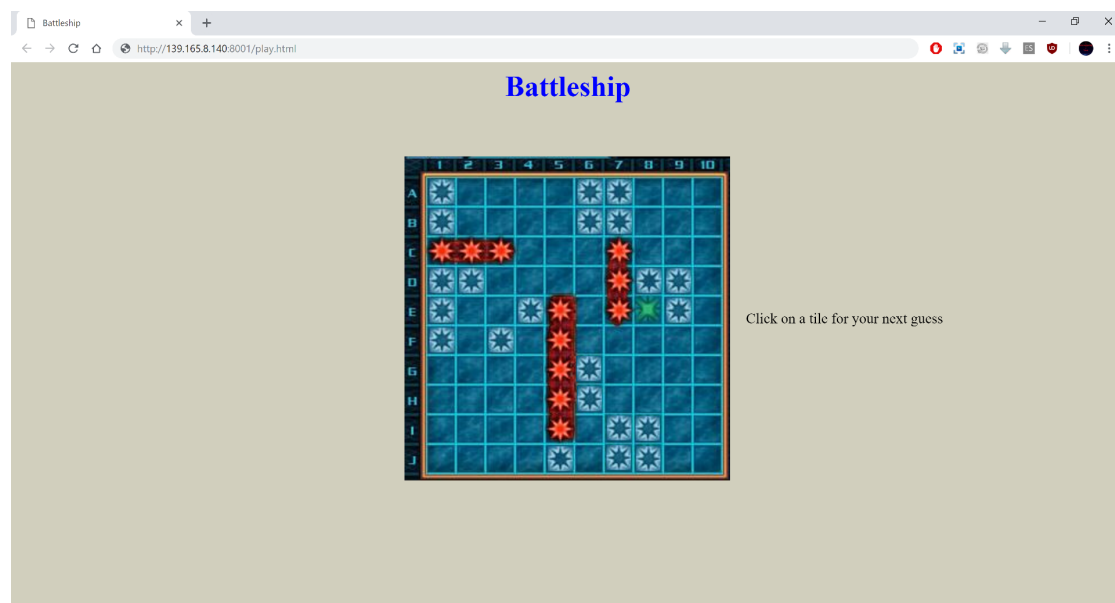 Battleship
http://139.165.8.140:8001/play.html
ES
Battleship
1 2 3 4 5 6 7 8 9 10
A
B
C
D
E
Click on a tile for your next guess
F
G
H
I
J